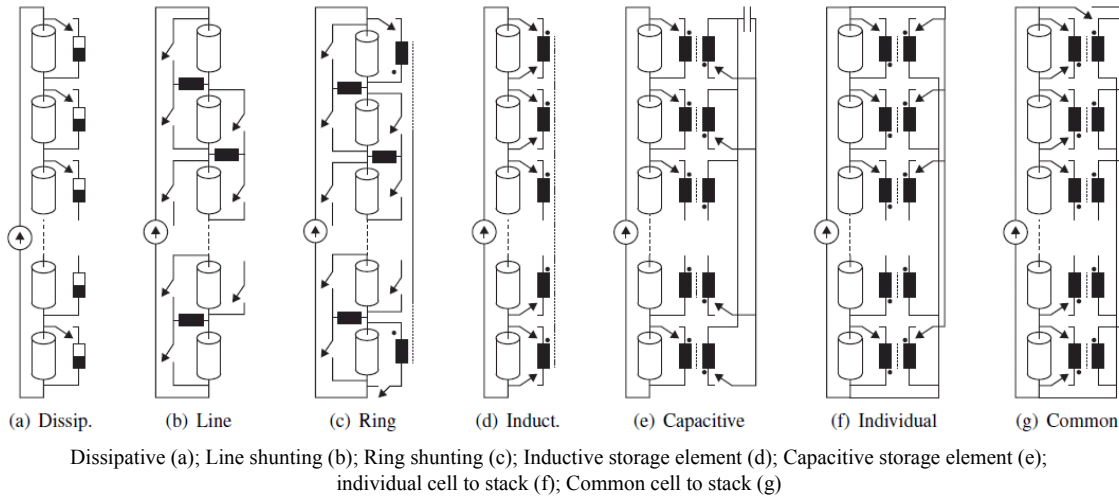 (a) Dissip. (b) Line (c) Ring (d) Induct. (e) Capacitive (f) Individual (g) Common
Dissipative (a); Line shunting (b); Ring shunting (c); Inductive storage element (d); Capacitive storage element (e);
individual cell to stack (f); Common cell to stack (g)